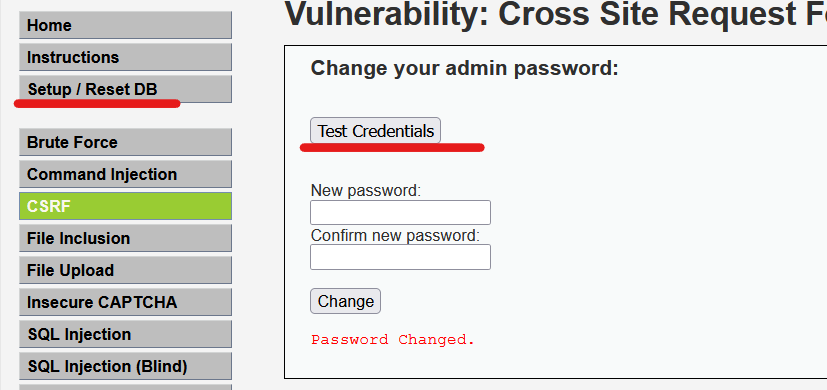 Home
Instructions
Setup / Reset DB
Brute Force
Command Injection
CSRF
File Inclusion
File Upload
Insecure CAPTCHA
SQL Injection
SQL Injection (Blind)
Vulnerability: Cross Site Request F
Change your admin password:
Test Credentials
New password:
Confirm new password:
Change
Password Changed.